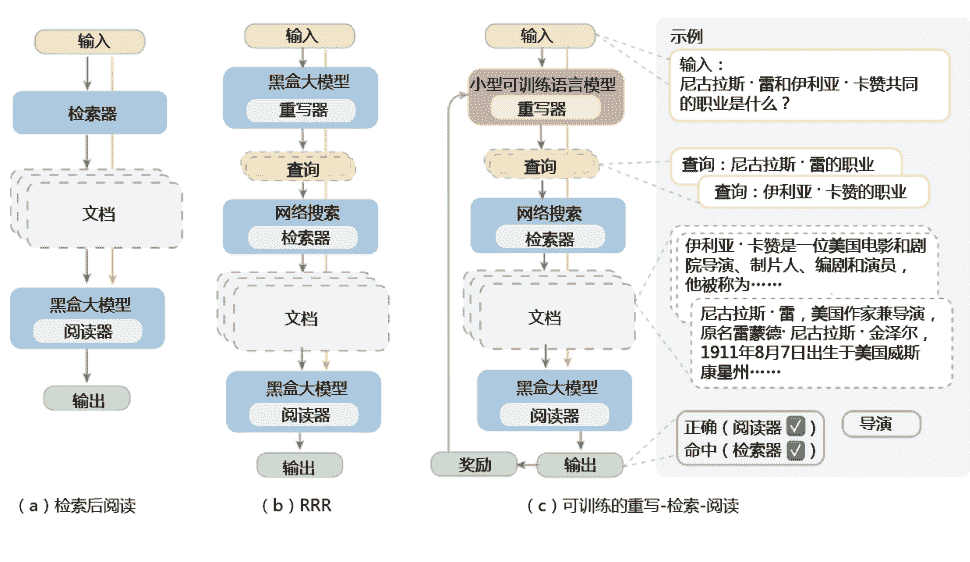 输入
检索器
文档
黑盒大模型
阅读器
输出
(a)检索后阅读
输入
黑盒大模型
重写器
查询
网络搜索
检索器
文档
黑盒大模型
阅读器
输出
(b)RRR
输入
小型可训练语言模型
重写器
查询
网络搜索
检索器
文档
黑盒大模型
阅读器
奖励
输出
(c)可训练的重写-检索-阅读
示例
输入：
尼古拉斯·雷和伊利亚·卡赞共同
的职业是什么？
查询：尼古拉斯·雷的职业
查询：伊利亚·卡赞的职业
伊利亚·卡赞是一位美国电影和剧
院导演、制片人、编剧和演员，
他被称为……
尼古拉斯·雷，美国作家兼导演，
原名雷蒙德·尼古拉斯·金泽尔，
1911年8月7日出生于美国威斯
康星州……
正确(阅读器 ✓)
命中(检索器 ✓)
导演